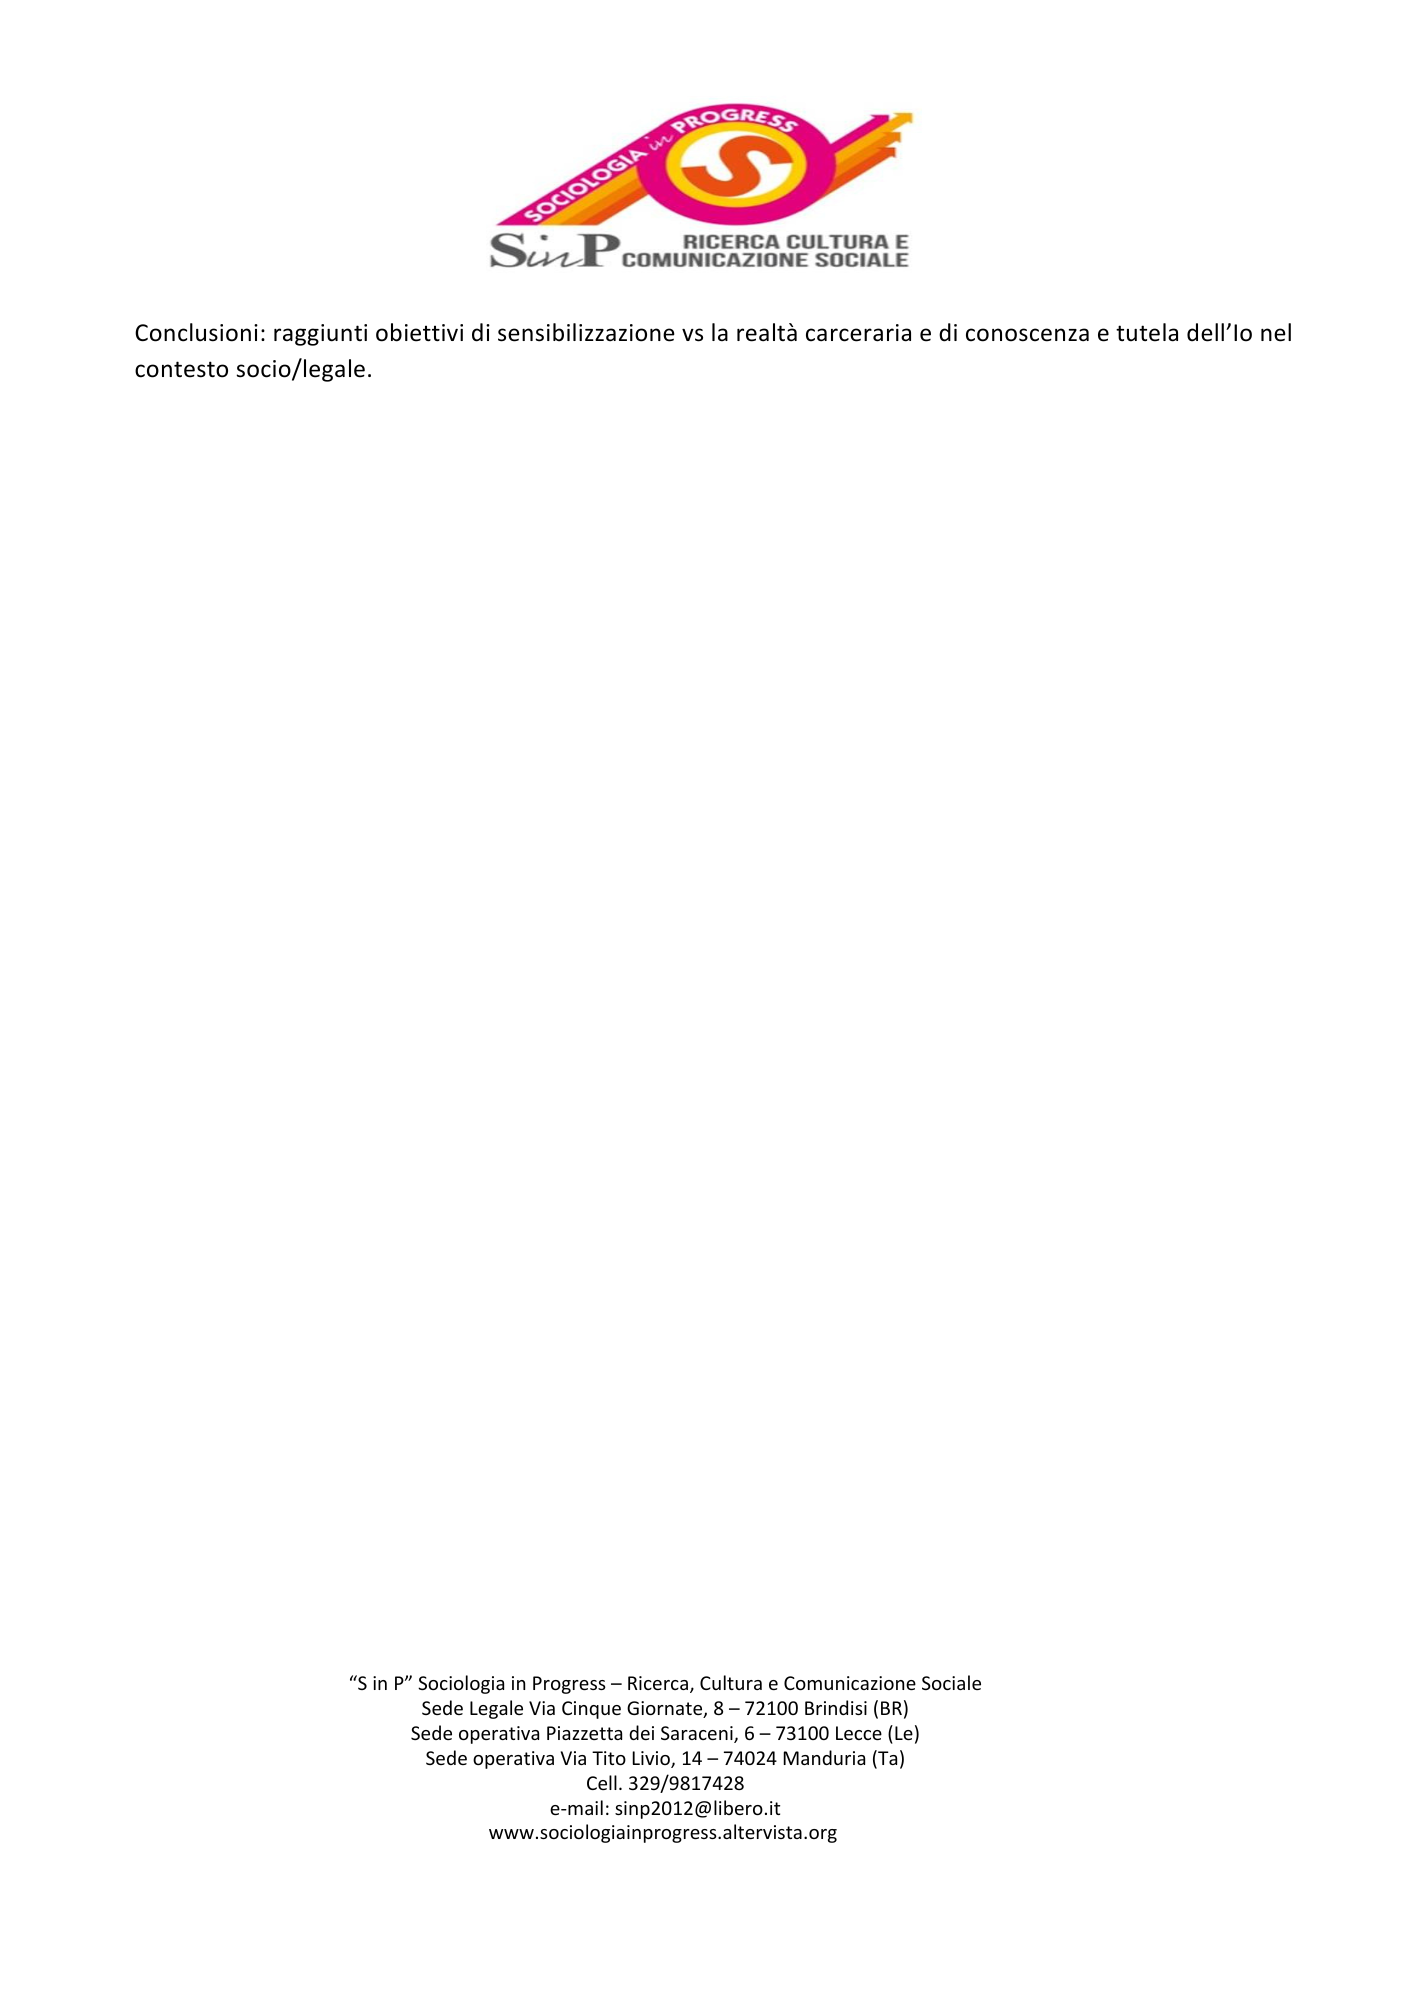 SOCIOLOGIA in PROGRESS
S
S in P RICERCA CULTURA E
COMUNICAZIONE SOCIALE
Conclusioni: raggiunti obiettivi di sensibilizzazione vs la realtà carceraria e di conoscenza e tutela dell’Io nel
contesto socio/legale.
“S in P” Sociologia in Progress – Ricerca, Cultura e Comunicazione Sociale
Sede Legale Via Cinque Giornate, 8 – 72100 Brindisi (BR)
Sede operativa Piazzetta dei Saraceni, 6 – 73100 Lecce (Le)
Sede operativa Via Tito Livio, 14 – 74024 Manduria (Ta)
Cell. 329/9817428
e-mail: sinp2012@libero.it
www.sociologiainprogress.altervista.org